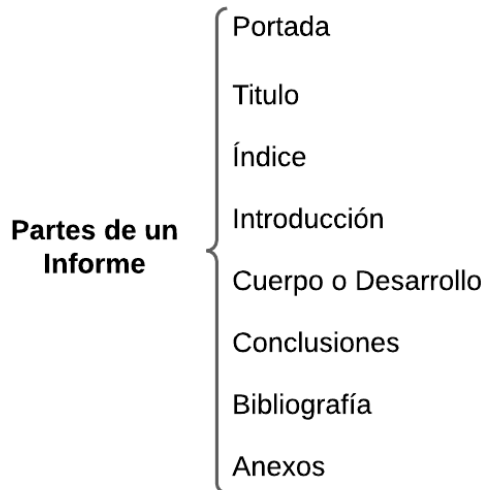 Portada
Titulo
Índice
Introducción
Partes de un
Informe
Cuerpo o Desarrollo
Conclusiones
Bibliografía
Anexos